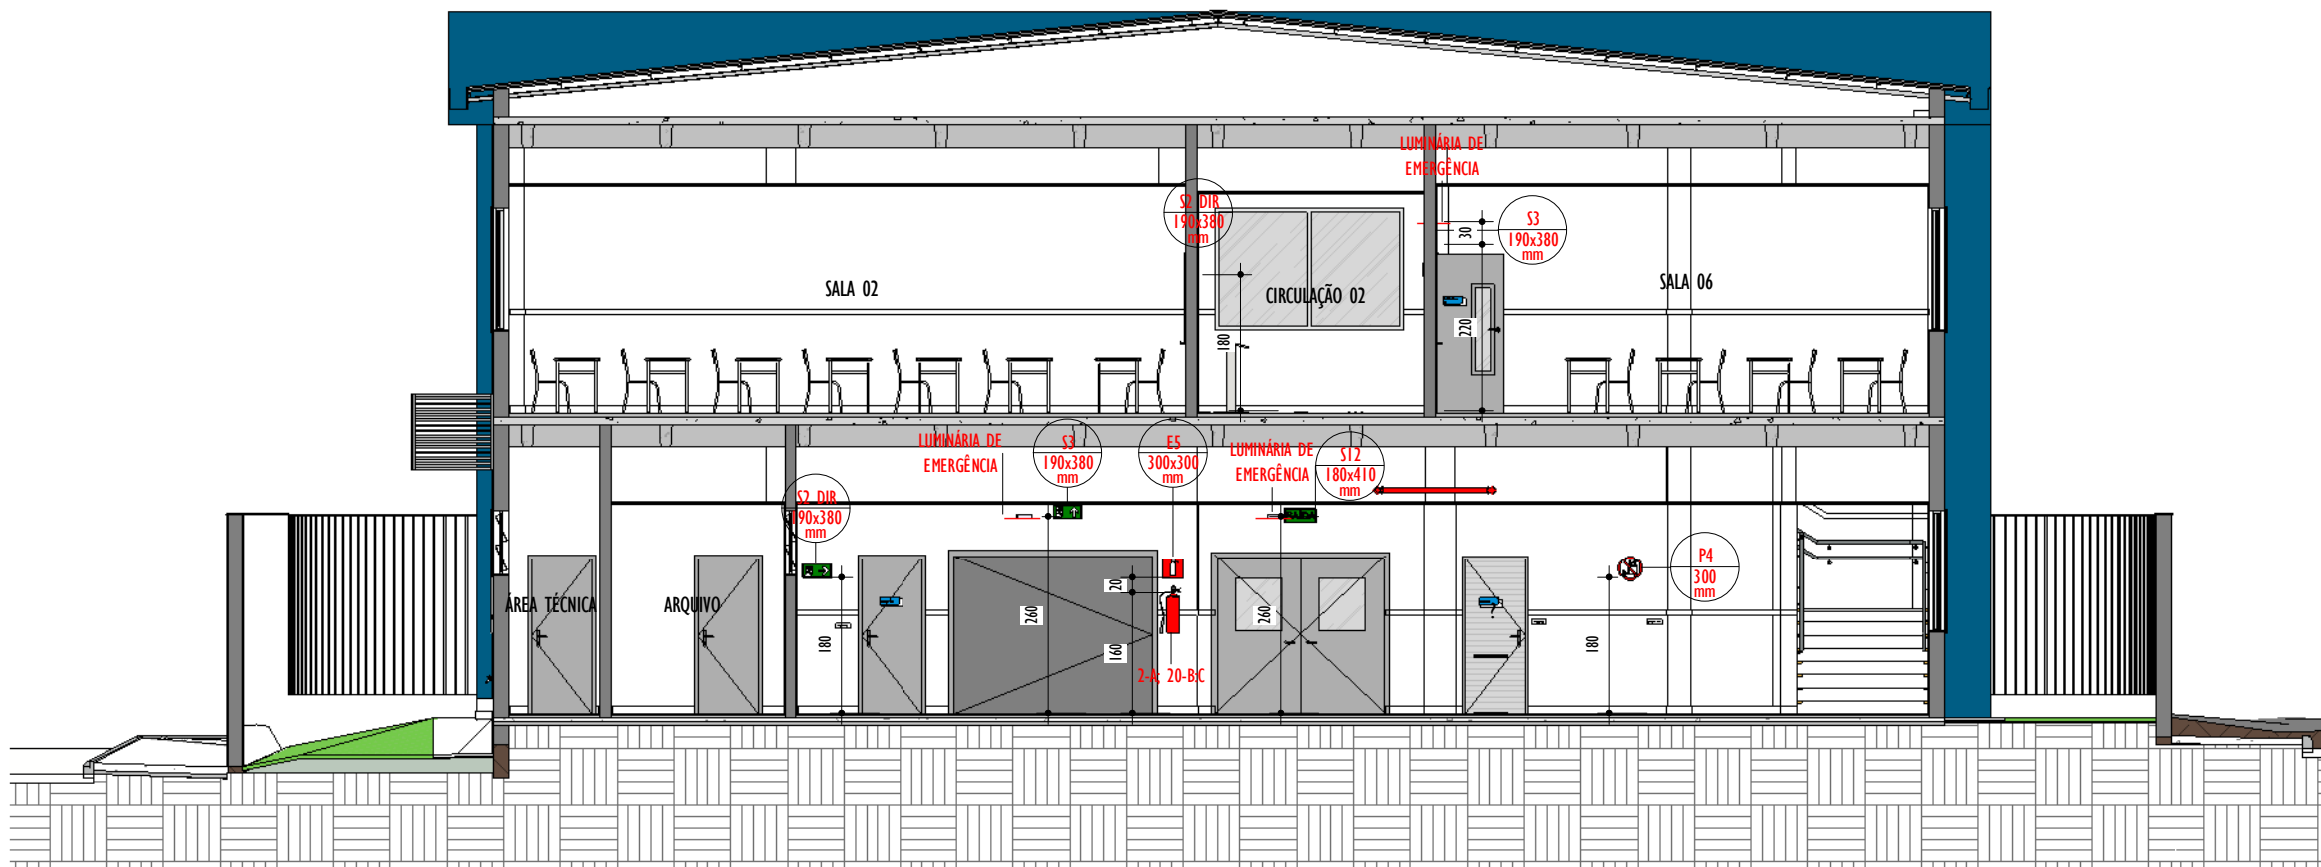 LUMINÁRIA DE
EMERGÊNCIA
S2 DIR
190x380
mm
S3
190x380
mm
30
SALA 02
CIRCULAÇÃO 02
SALA 06
220
180
LUMINÁRIA DE
EMERGÊNCIA
S3
190x380
mm
E5
300x300
mm
LUMINÁRIA DE
EMERGÊNCIA
S12
180x410
mm
S2 DIR
190x380
mm
P4
300
mm
ÁREA TÉCNICA
ARQUIVO
20
260
260
180
160
180
2-A; 20-B:C